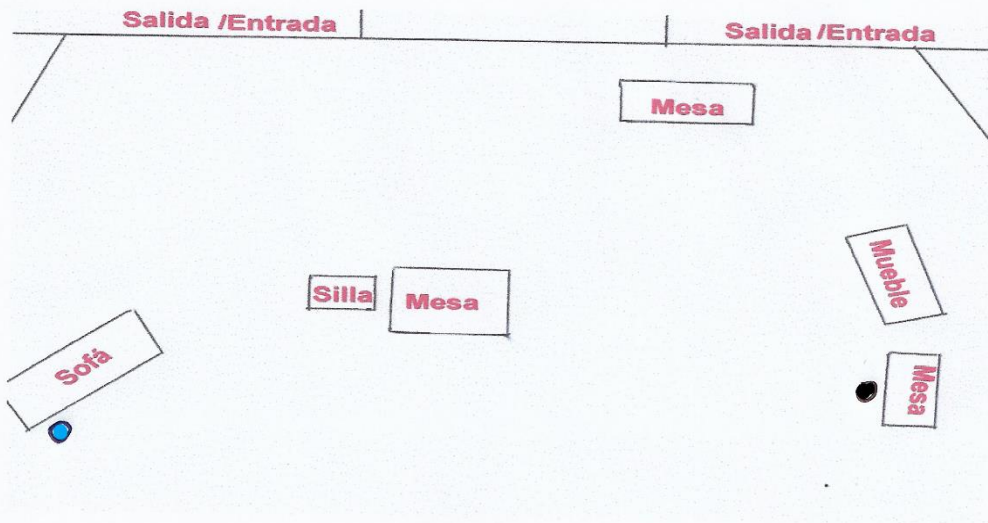 Salida /Entrada
Salida /Entrada
Mesa
Mueble
Silla
Mesa
Sofá
Mesa